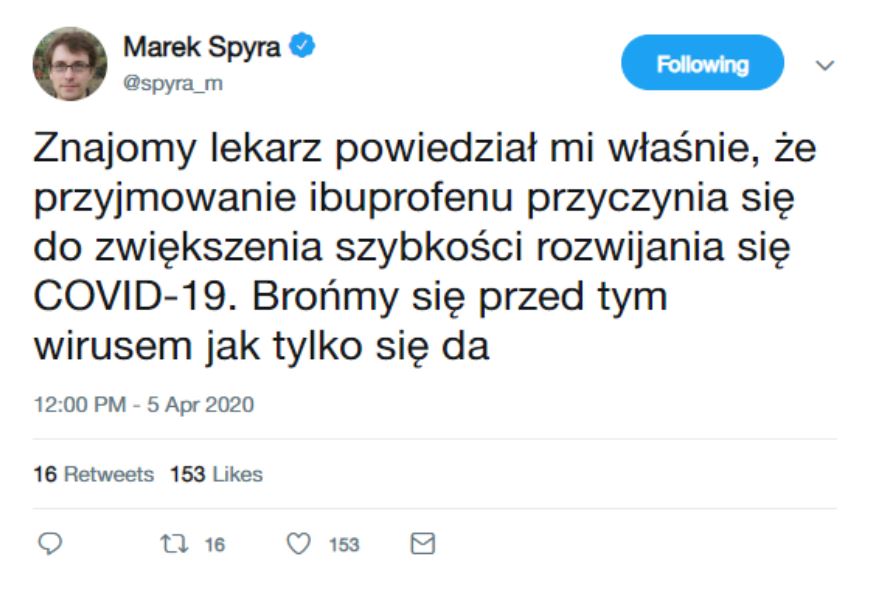 Marek Spyra
@spyra_m
Following
Znajomy lekarz powiedział mi właśnie, że
przyjmowanie ibuprofenu przyczynia się
do zwiększenia szybkości rozwijania się
COVID-19. Brońmy się przed tym
wirusem jak tylko się da
12:00 PM - 5 Apr 2020
16 Retweets 153 Likes
16 153